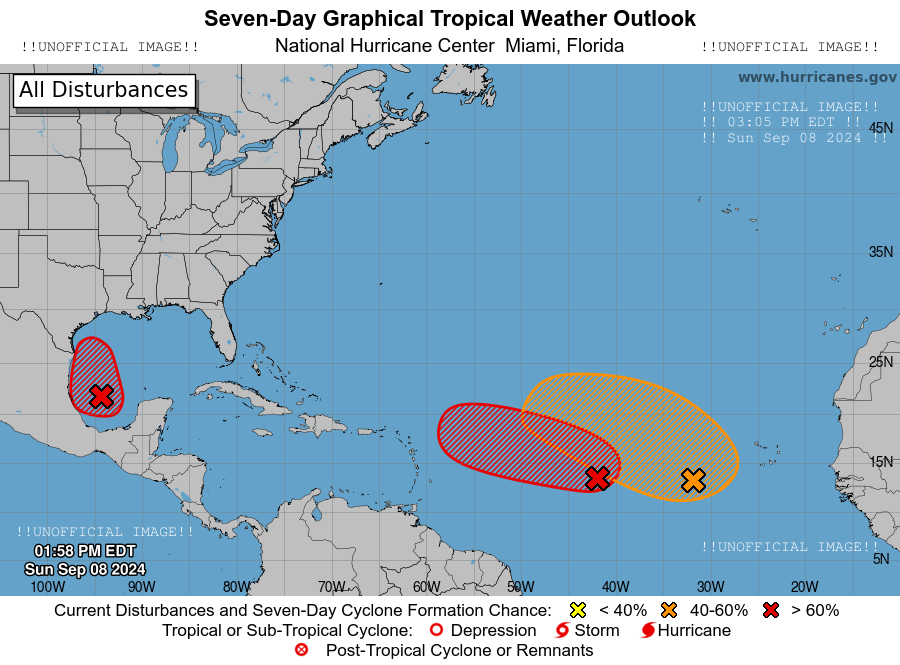 Seven-Day Graphical Tropical Weather Outlook
!!UNOFFICIAL IMAGE!! National Hurricane Center Miami, Florida !!UNOFFICIAL IMAGE!!
All Disturbances
www.hurricanes.gov
!!UNOFFICIAL IMAGE!!
!! 03:05 PM EDT !!
!! Sun Sep 08 2024 !!
45N
35N
25N
15N
!!UNOFFICIAL IMAGE!!
!!UNOFFICIAL IMAGE!!
01:58 PM EDT
Sun Sep 08 2024
5N
100W 90W 80W 70W 60W 50W 40W 30W 20W
Current Disturbances and Seven-Day Cyclone Formation Chance: < 40% 40-60% > 60%
Tropical or Sub-Tropical Cyclone: Depression Storm Hurricane
Post-Tropical Cyclone or Remnants